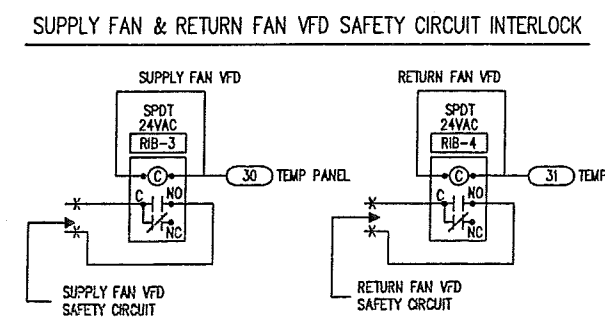 SUPPLY FAN & RETURN FAN VFD SAFETY CIRCUIT INTERLOCK
SUPPLY FAN VFD
SPDT
24VAC
RIB-3
C
30 TEMP PANEL
C NO
NC
SUPPLY FAN VFD
SAFETY CIRCUIT
RETURN FAN VFD
SPDT
24VAC
RIB-4
C
31 TEMP
C NO
NC
RETURN FAN VFD
SAFETY CIRCUIT